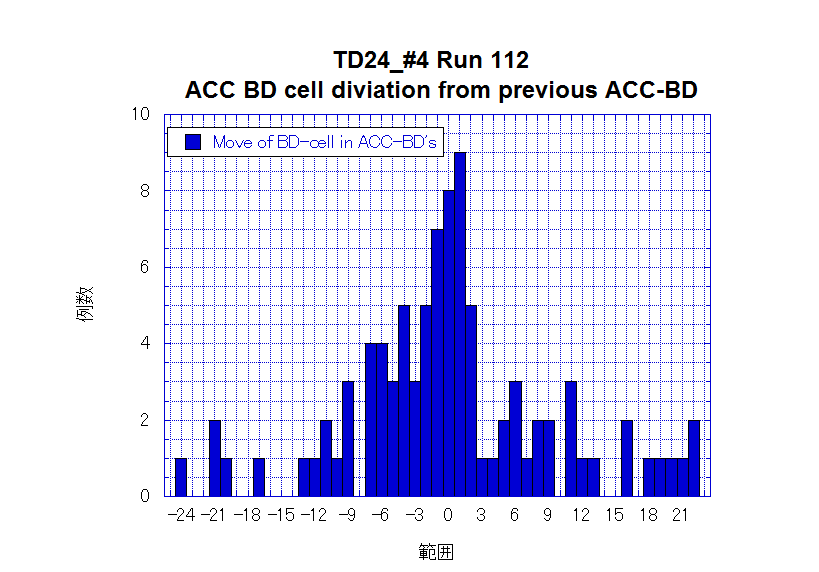 TD24_#4 Run 112
ACC BD cell diviation from previous ACC-BD
Move of BD-cell in ACC-BD's
10
8
6
4
2
0
例数
-24 -21 -18 -15 -12 -9 -6 -3 0 3 6 9 12 15 18 21
範囲